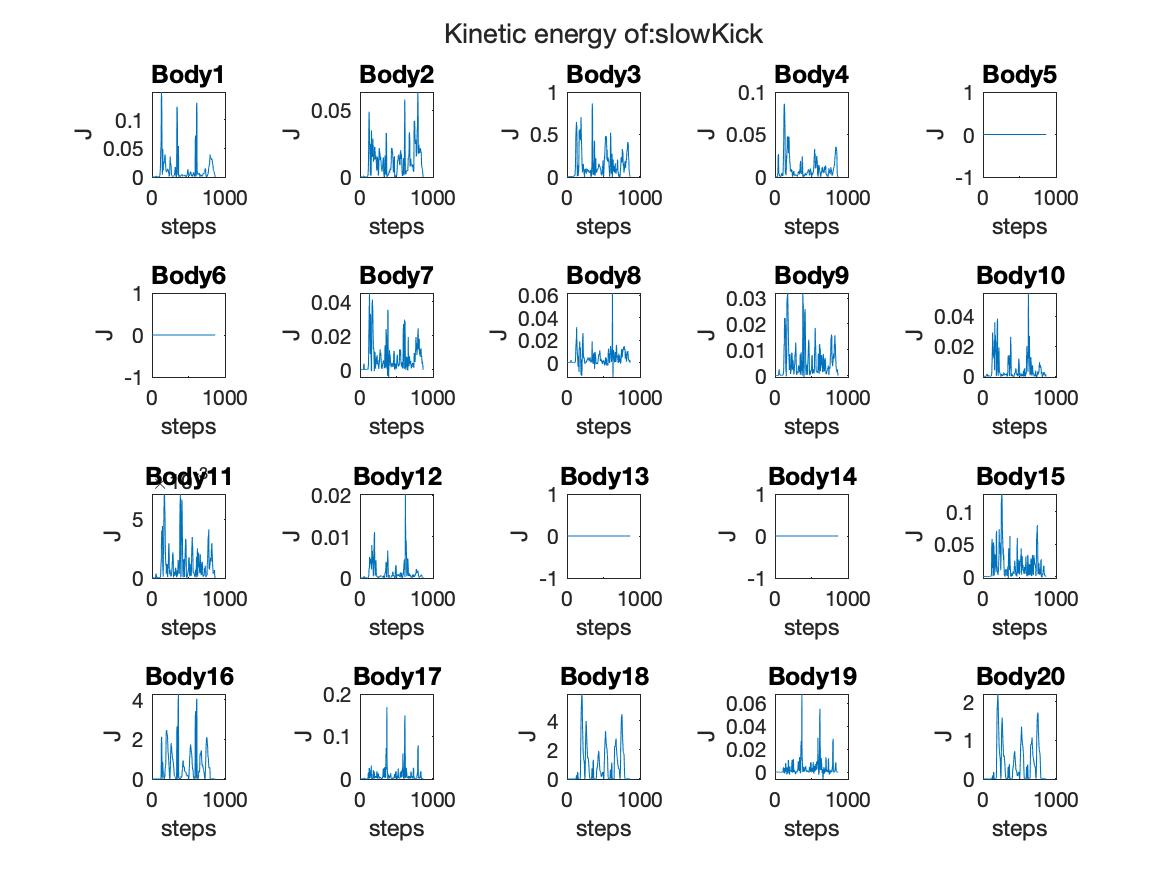 Kinetic energy of:slowKick
Body1 Body2 Body3 Body4 Body5
0.1 0.05 0 J 0 1000 steps
0.05 0 J 0 1000 steps
1 0.5 0 J 0 1000 steps
0.1 0.05 0 J 0 1000 steps
1 0 -1 J 0 1000 steps
Body6 Body7 Body8 Body9 Body10
1 0 -1 J 0 1000 steps
0.04 0.02 0 J 0 1000 steps
0.06 0.04 0.02 0 J 0 1000 steps
0.03 0.02 0.01 0 J 0 1000 steps
0.04 0.02 0 J 0 1000 steps
Body11 Body12 Body13 Body14 Body15
5 0 J 0 1000 steps
0.02 0.01 0 J 0 1000 steps
1 0 -1 J 0 1000 steps
1 0 -1 J 0 1000 steps
0.1 0.05 0 J 0 1000 steps
Body16 Body17 Body18 Body19 Body20
4 2 0 J 0 1000 steps
0.2 0.1 0 J 0 1000 steps
4 2 0 J 0 1000 steps
0.06 0.04 0.02 0 J 0 1000 steps
2 1 0 J 0 1000 steps